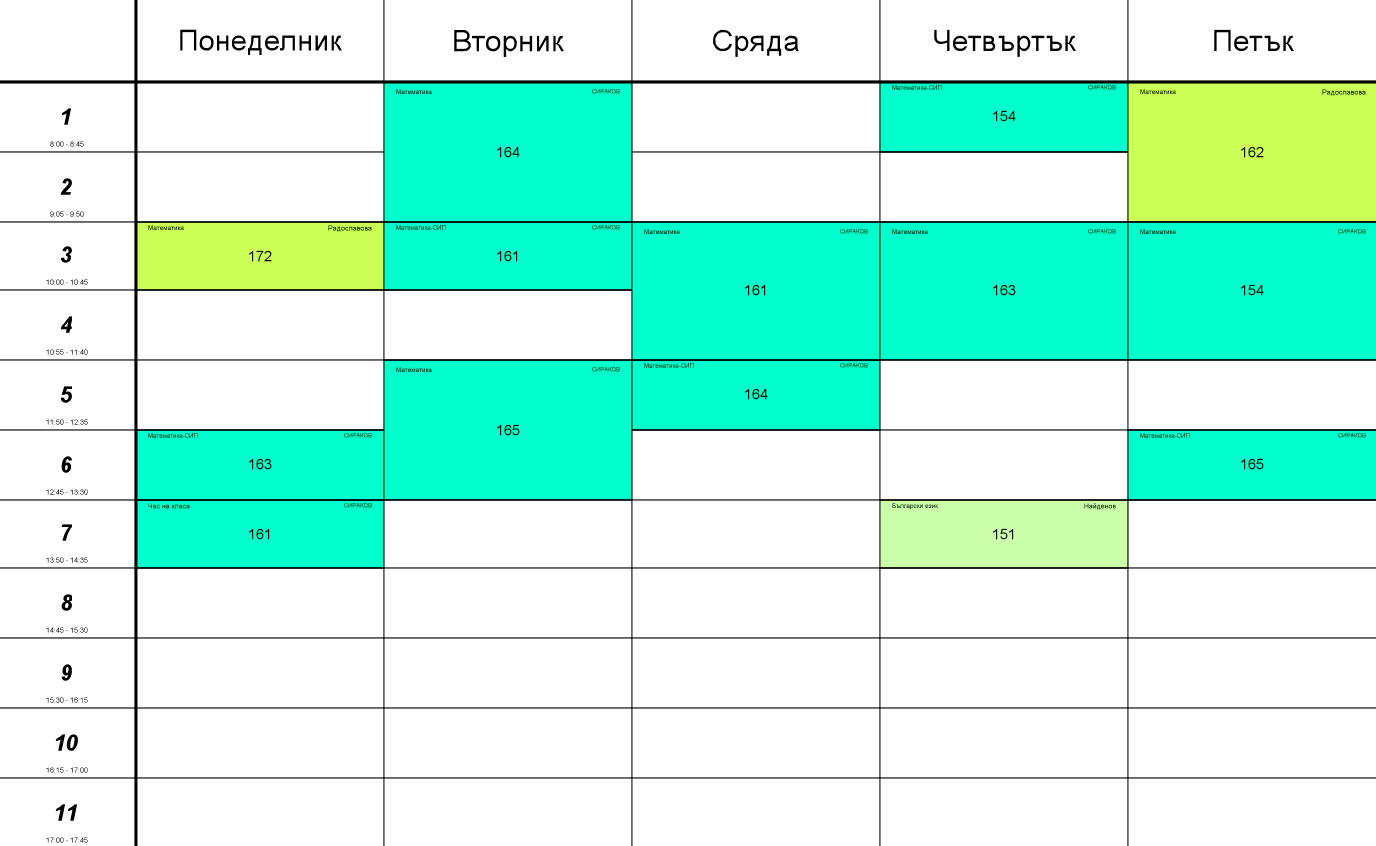 Понеделник Вторник Сряда Четвъртък Петък
1
8:00 - 8:45
Математика СИРАКОВ
164
Математика-СИП СИРАКОВ
154
Математика Радославова
162
2
9:05 - 9:50
3
10:00 - 10:45
Математика Радославова
172
Математика-СИП СИРАКОВ
161
Математика СИРАКОВ
161
Математика СИРАКОВ
163
Математика СИРАКОВ
154
4
10:55 - 11:40
5
11:50 - 12:35
Математика СИРАКОВ
165
Математика-СИП СИРАКОВ
164
6
12:45 - 13:30
Математика-СИП СИРАКОВ
163
Математика-СИП СИРАКОВ
165
7
13:50 - 14:35
Час на класа СИРАКОВ
161
Български език Найденов
151
8
14:45 - 15:30
9
15:30 - 16:15
10
16:15 - 17:00
11
17:00 - 17:45